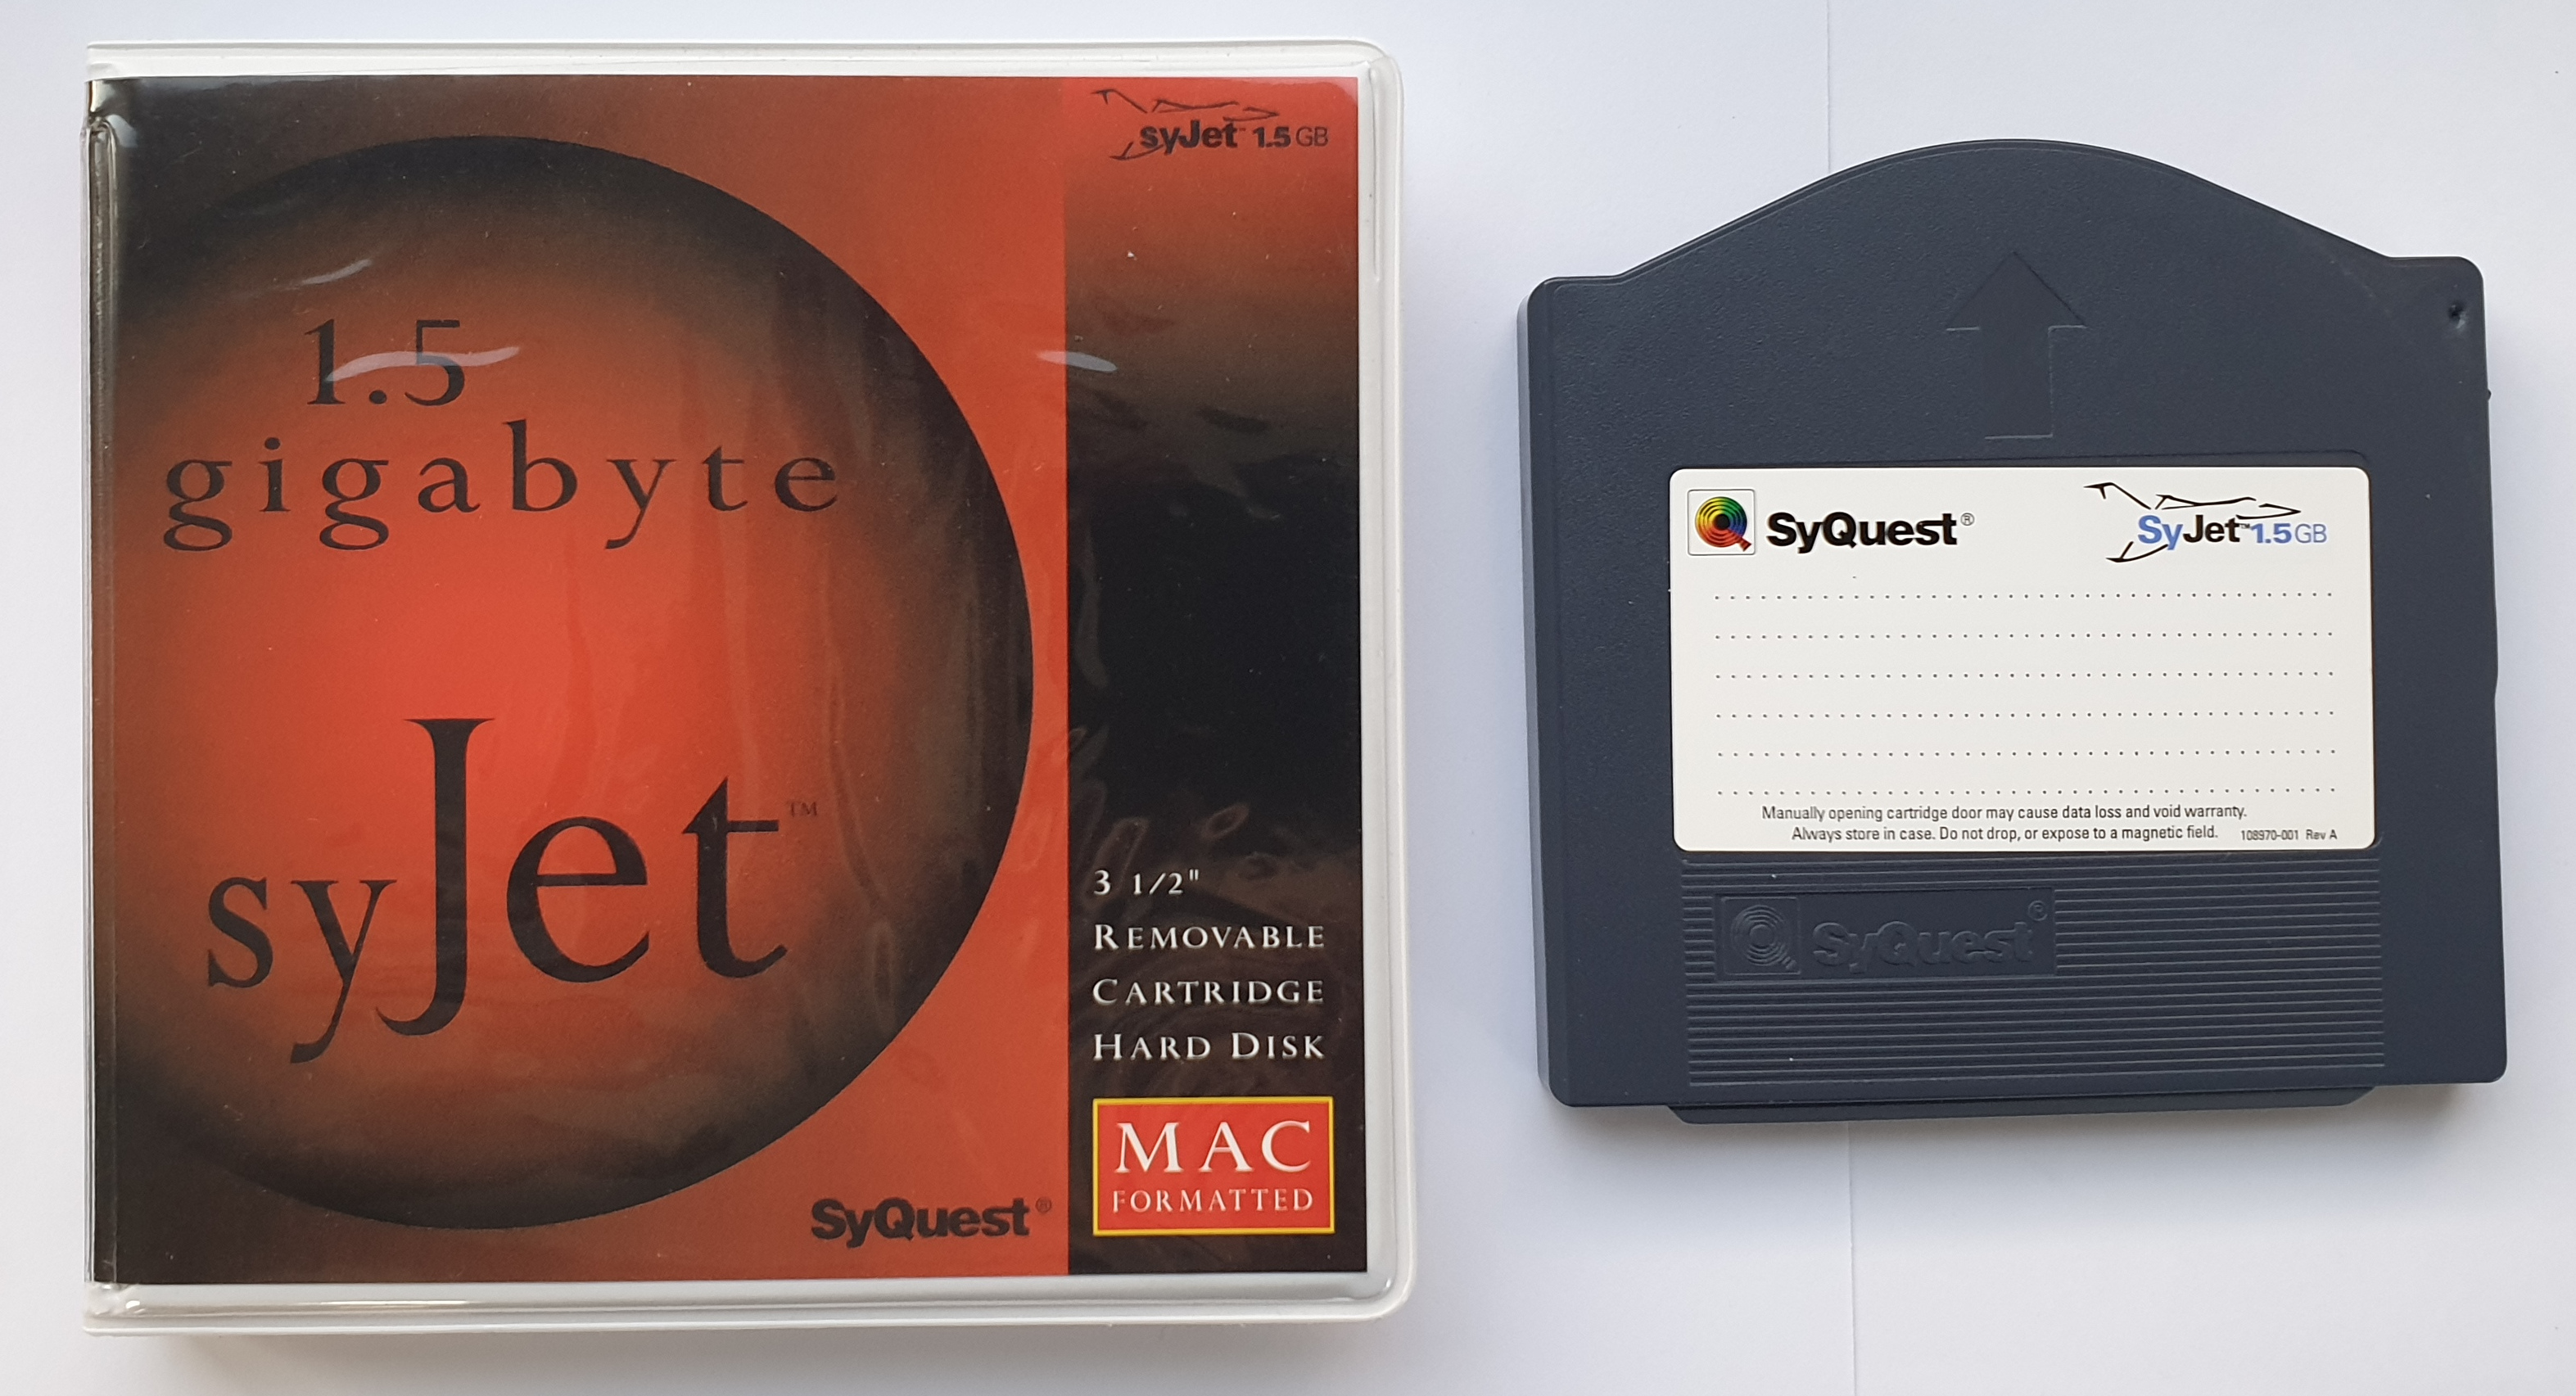 syJet™ 1.5 GB
1.5
gigabyte
syJet™
3 1/2"
REMOVABLE
CARTRIDGE
HARD DISK
MAC
FORMATTED
SyQuest®
SyQuest®
SyJet™ 1.5 GB
Manually opening cartridge door may cause data loss and void warranty.
Always store in case. Do not drop, or expose to a magnetic field. 108970-001 Rev A
SyQuest®